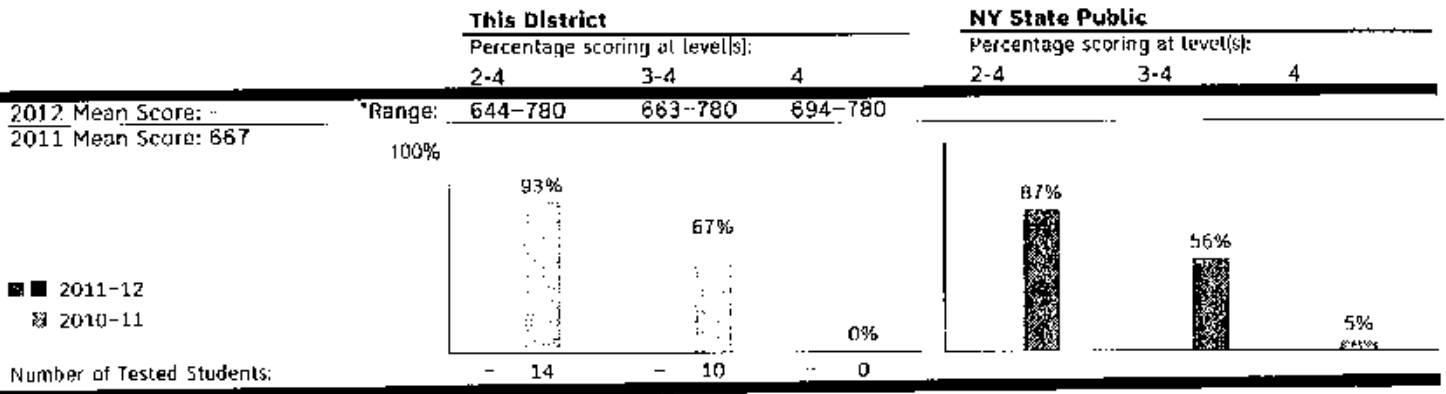 This District NY State Public
Percentage scoring at level(s): Percentage scoring at level(s):
2-4 3-4 4 2-4 3-4 4
2012 Mean Score: - *Range: 644-780 663-780 694-780
2011 Mean Score: 667
100%
93% 67% 0% 87% 56% 5%
2011-12
2010-11
Number of Tested Students: - 14 - 10 - 0